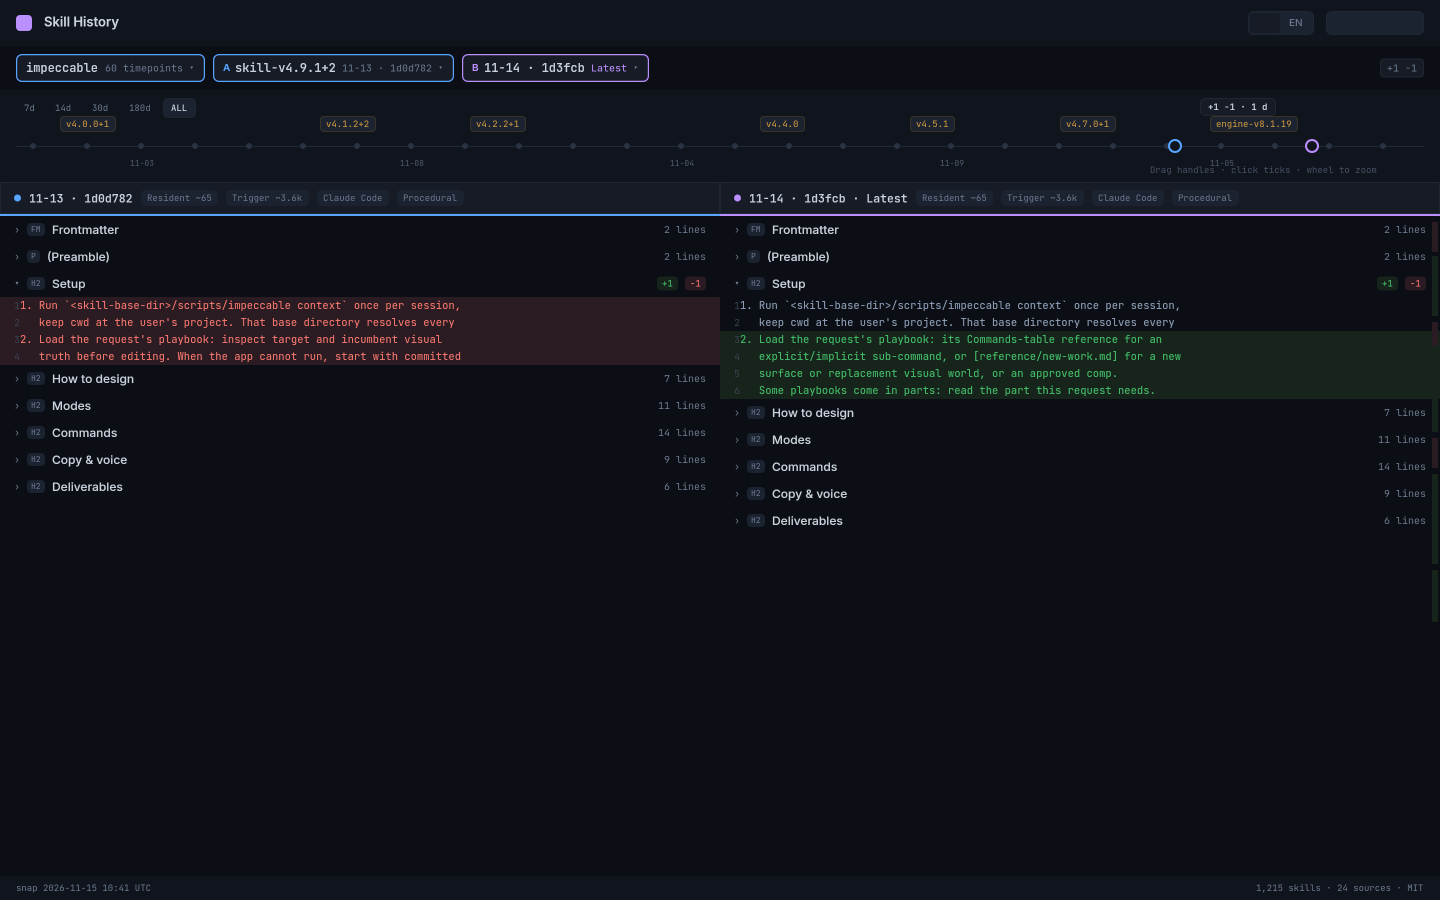 Skill History
EN
impeccable 60 timepoints ▾
A skill-v4.9.1+2 11-13 · 1d0d782 ▾
B 11-14 · 1d3fcb Latest ▾
+1 -1
7d 14d 30d 180d ALL
+1 -1 · 1 d
v4.0.0+1 v4.1.2+2 v4.2.2+1 v4.4.0 v4.5.1 v4.7.0+1 engine-v8.1.19
11-03 11-08 11-04 11-09 11-05
Drag handles · click ticks · wheel to zoom
11-13 · 1d0d782 Resident ~65 Trigger ~3.6k Claude Code Procedural
› FM Frontmatter 2 lines
› P (Preamble) 2 lines
▾ H2 Setup +1 -1
1 1. Run `<skill-base-dir>/scripts/impeccable context` once per session,
2 keep cwd at the user's project. That base directory resolves every
3 2. Load the request's playbook: inspect target and incumbent visual
4 truth before editing. When the app cannot run, start with committed
› H2 How to design 7 lines
› H2 Modes 11 lines
› H2 Commands 14 lines
› H2 Copy & voice 9 lines
› H2 Deliverables 6 lines
11-14 · 1d3fcb · Latest Resident ~65 Trigger ~3.6k Claude Code Procedural
› FM Frontmatter 2 lines
› P (Preamble) 2 lines
▾ H2 Setup +1 -1
1 1. Run `<skill-base-dir>/scripts/impeccable context` once per session,
2 keep cwd at the user's project. That base directory resolves every
3 2. Load the request's playbook: its Commands-table reference for an
4 explicit/implicit sub-command, or [reference/new-work.md] for a new
5 surface or replacement visual world, or an approved comp.
6 Some playbooks come in parts: read the part this request needs.
› H2 How to design 7 lines
› H2 Modes 11 lines
› H2 Commands 14 lines
› H2 Copy & voice 9 lines
› H2 Deliverables 6 lines
snap 2026-11-15 10:41 UTC
1,215 skills · 24 sources · MIT